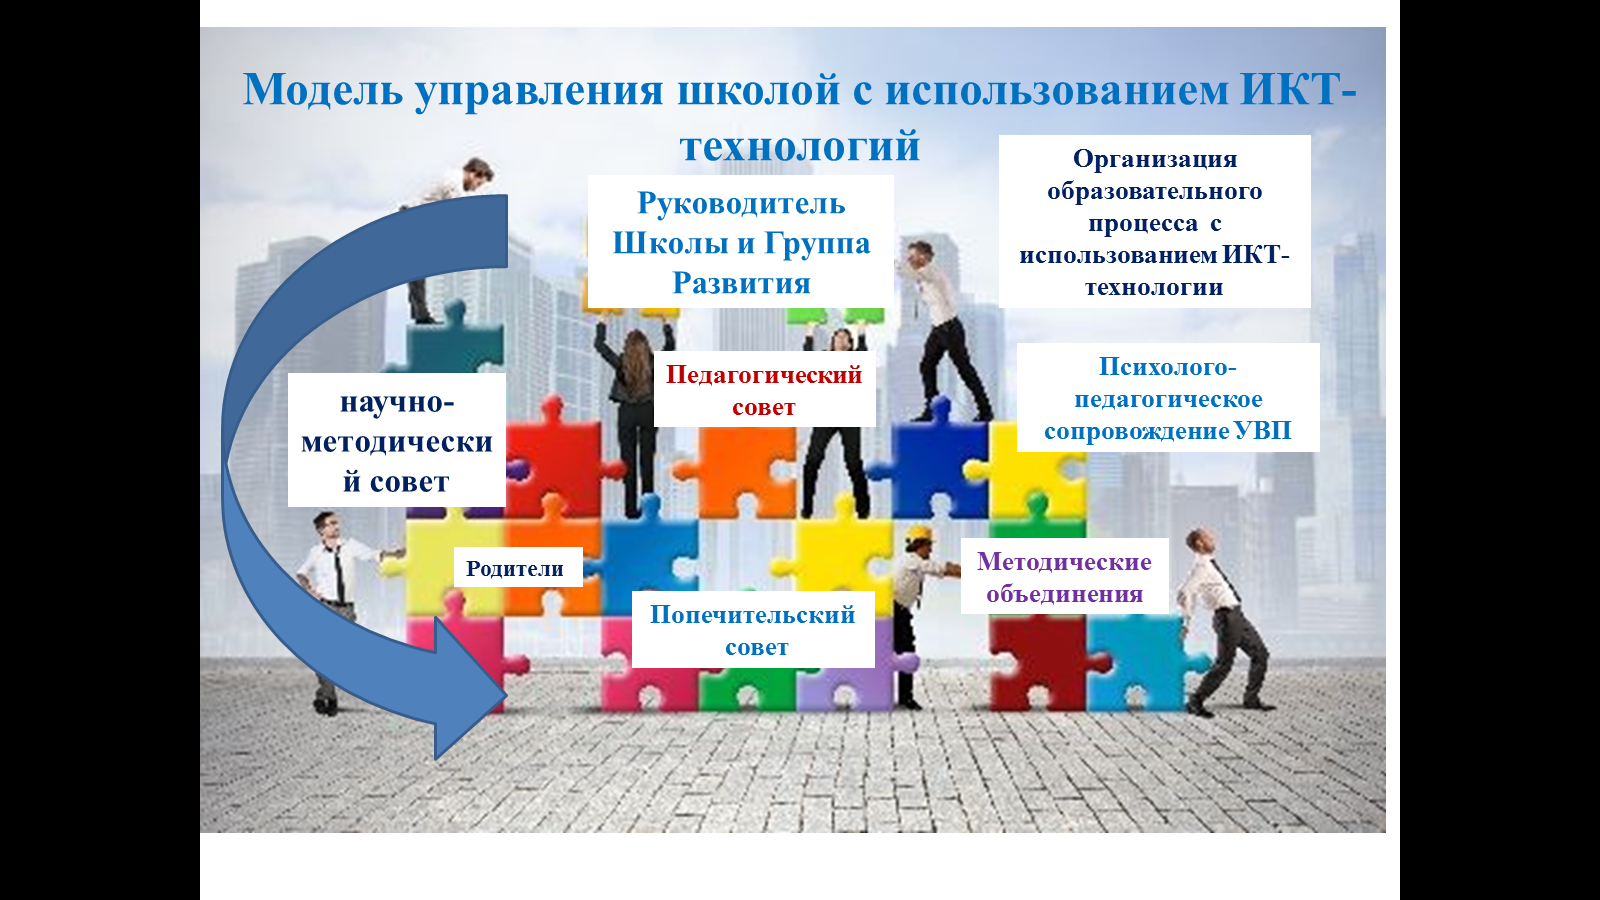 Модель управления школой с использованием ИКТ-
технологий
Руководитель
Школы и Группа
Развития
Организация
образовательного
процесса с
использованием ИКТ-
технологии
Педагогический
совет
Психолого-
педагогическое
сопровождение УВП
научно-
методически
й совет
Родители
Методические
объединения
Попечительский
совет